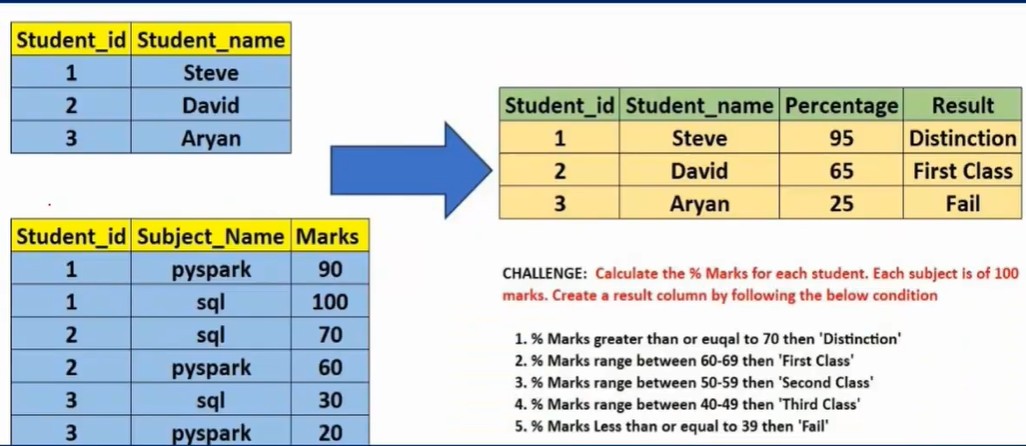 Student_id Student_name
1 Steve
2 David
3 Aryan
Student_id Subject_Name Marks
1 pyspark 90
1 sql 100
2 sql 70
2 pyspark 60
3 sql 30
3 pyspark 20
Student_id Student_name Percentage Result
1 Steve 95 Distinction
2 David 65 First Class
3 Aryan 25 Fail
CHALLENGE: Calculate the % Marks for each student. Each subject is of 100
marks. Create a result column by following the below condition
1. % Marks greater than or euqal to 70 then 'Distinction'
2. % Marks range between 60-69 then 'First Class'
3. % Marks range between 50-59 then 'Second Class'
4. % Marks range between 40-49 then 'Third Class'
5. % Marks Less than or equal to 39 then 'Fail'